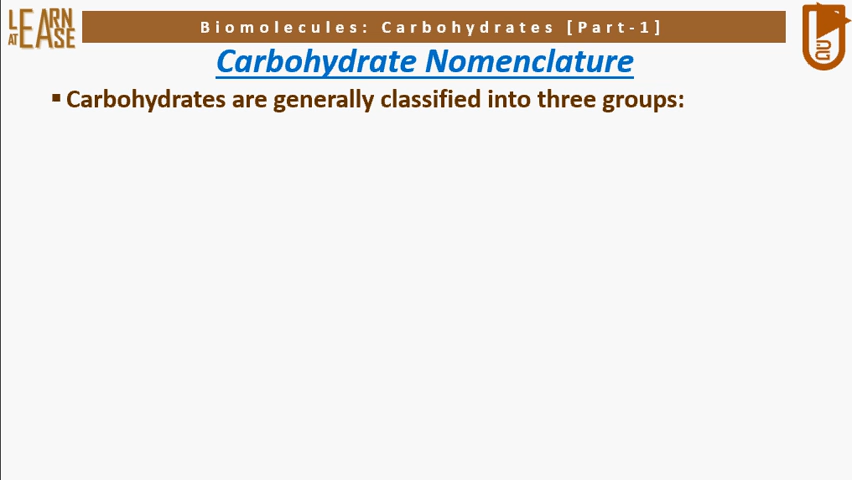 LEARN
AT EASE
Biomolecules: Carbohydrates [Part-1]
Carbohydrate Nomenclature
▪ Carbohydrates are generally classified into three groups: